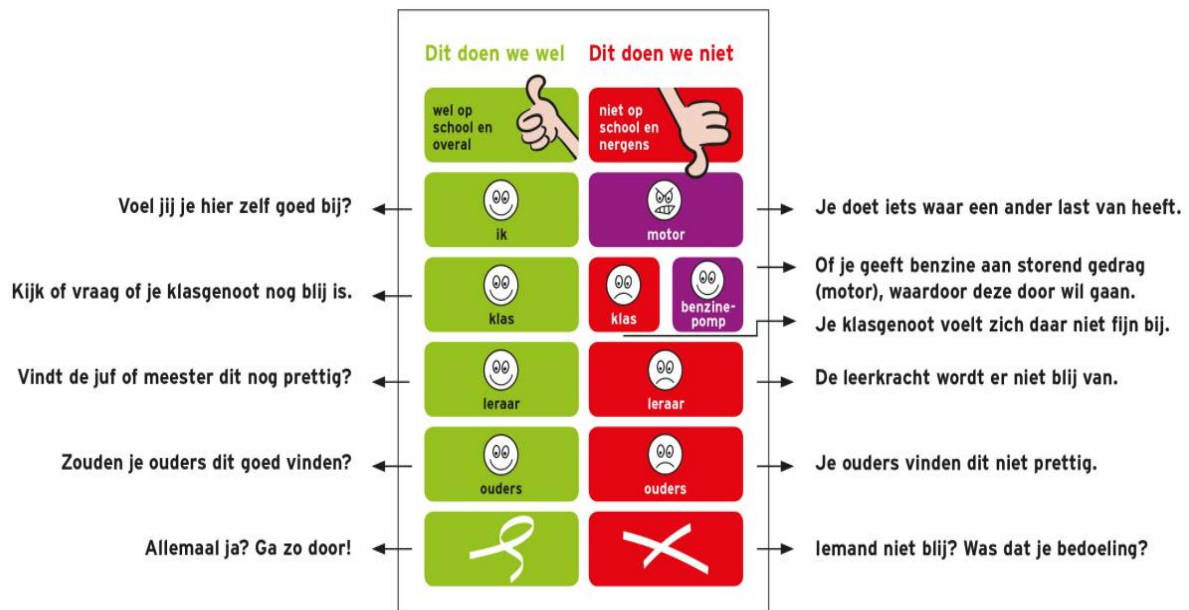 Dit doen we wel
Dit doen we niet
wel op
school en
overal
niet op
school en
nergens
Voel jij je hier zelf goed bij?
ik
motor
Je doet iets waar een ander last van heeft.
Kijk of vraag of je klasgenoot nog blij is.
klas
klas
benzine-
pomp
Of je geeft benzine aan storend gedrag
(motor), waardoor deze door wil gaan.
Je klasgenoot voelt zich daar niet fijn bij.
Vindt de juf of meester dit nog prettig?
leraar
leraar
De leerkracht wordt er niet blij van.
Zouden je ouders dit goed vinden?
ouders
ouders
Je ouders vinden dit niet prettig.
Allemaal ja? Ga zo door!
Iemand niet blij? Was dat je bedoeling?